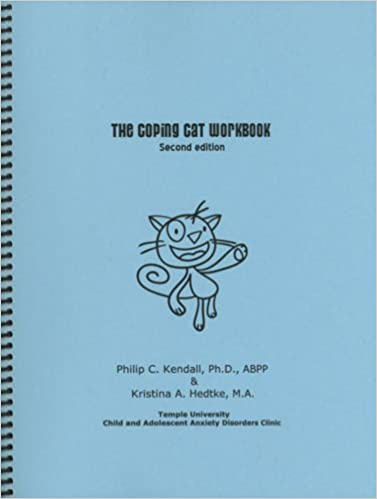 The Coping Cat Workbook
Second edition
Philip C. Kendall, Ph.D., ABPP
&
Kristina A. Hedtke, M.A.
Temple University
Child and Adolescent Anxiety Disorders Clinic